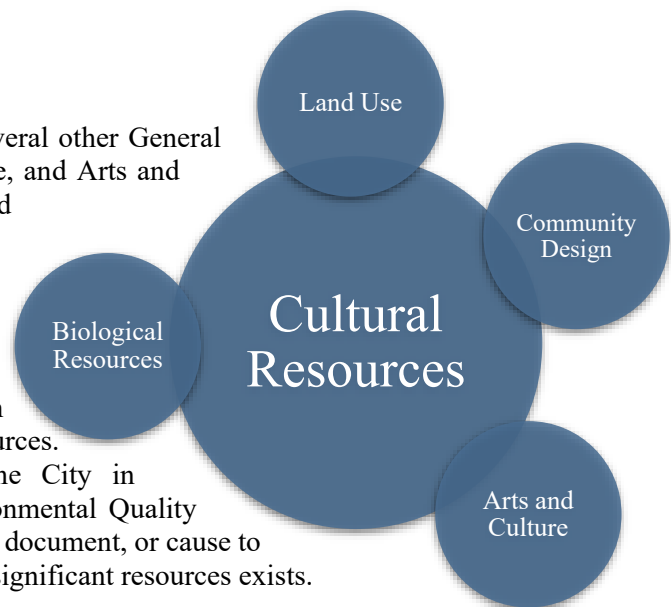 veral other General
e, and Arts and
d
n
urces.
he City in
onmental Quality
document, or cause to
significant resources exists.
Land Use
Community
Design
Cultural
Resources
Biological
Resources
Arts and
Culture